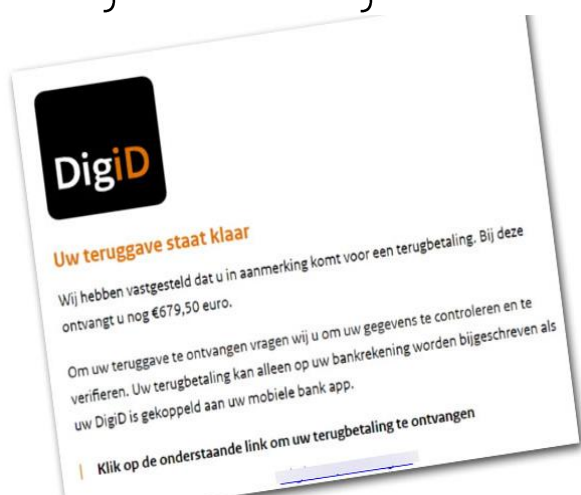 DigiD
Uw teruggave staat klaar
Wij hebben vastgesteld dat u in aanmerking komt voor een terugbetaling. Bij deze
ontvangt u nog €679,50 euro.
Om uw teruggave te ontvangen vragen wij u om uw gegevens te controleren en te
verifieren. Uw terugbetaling kan alleen op uw bankrekening worden bijgeschreven als
uw DigiD is gekoppeld aan uw mobiele bank app.
Klik op de onderstaande link om uw terugbetaling te ontvangen